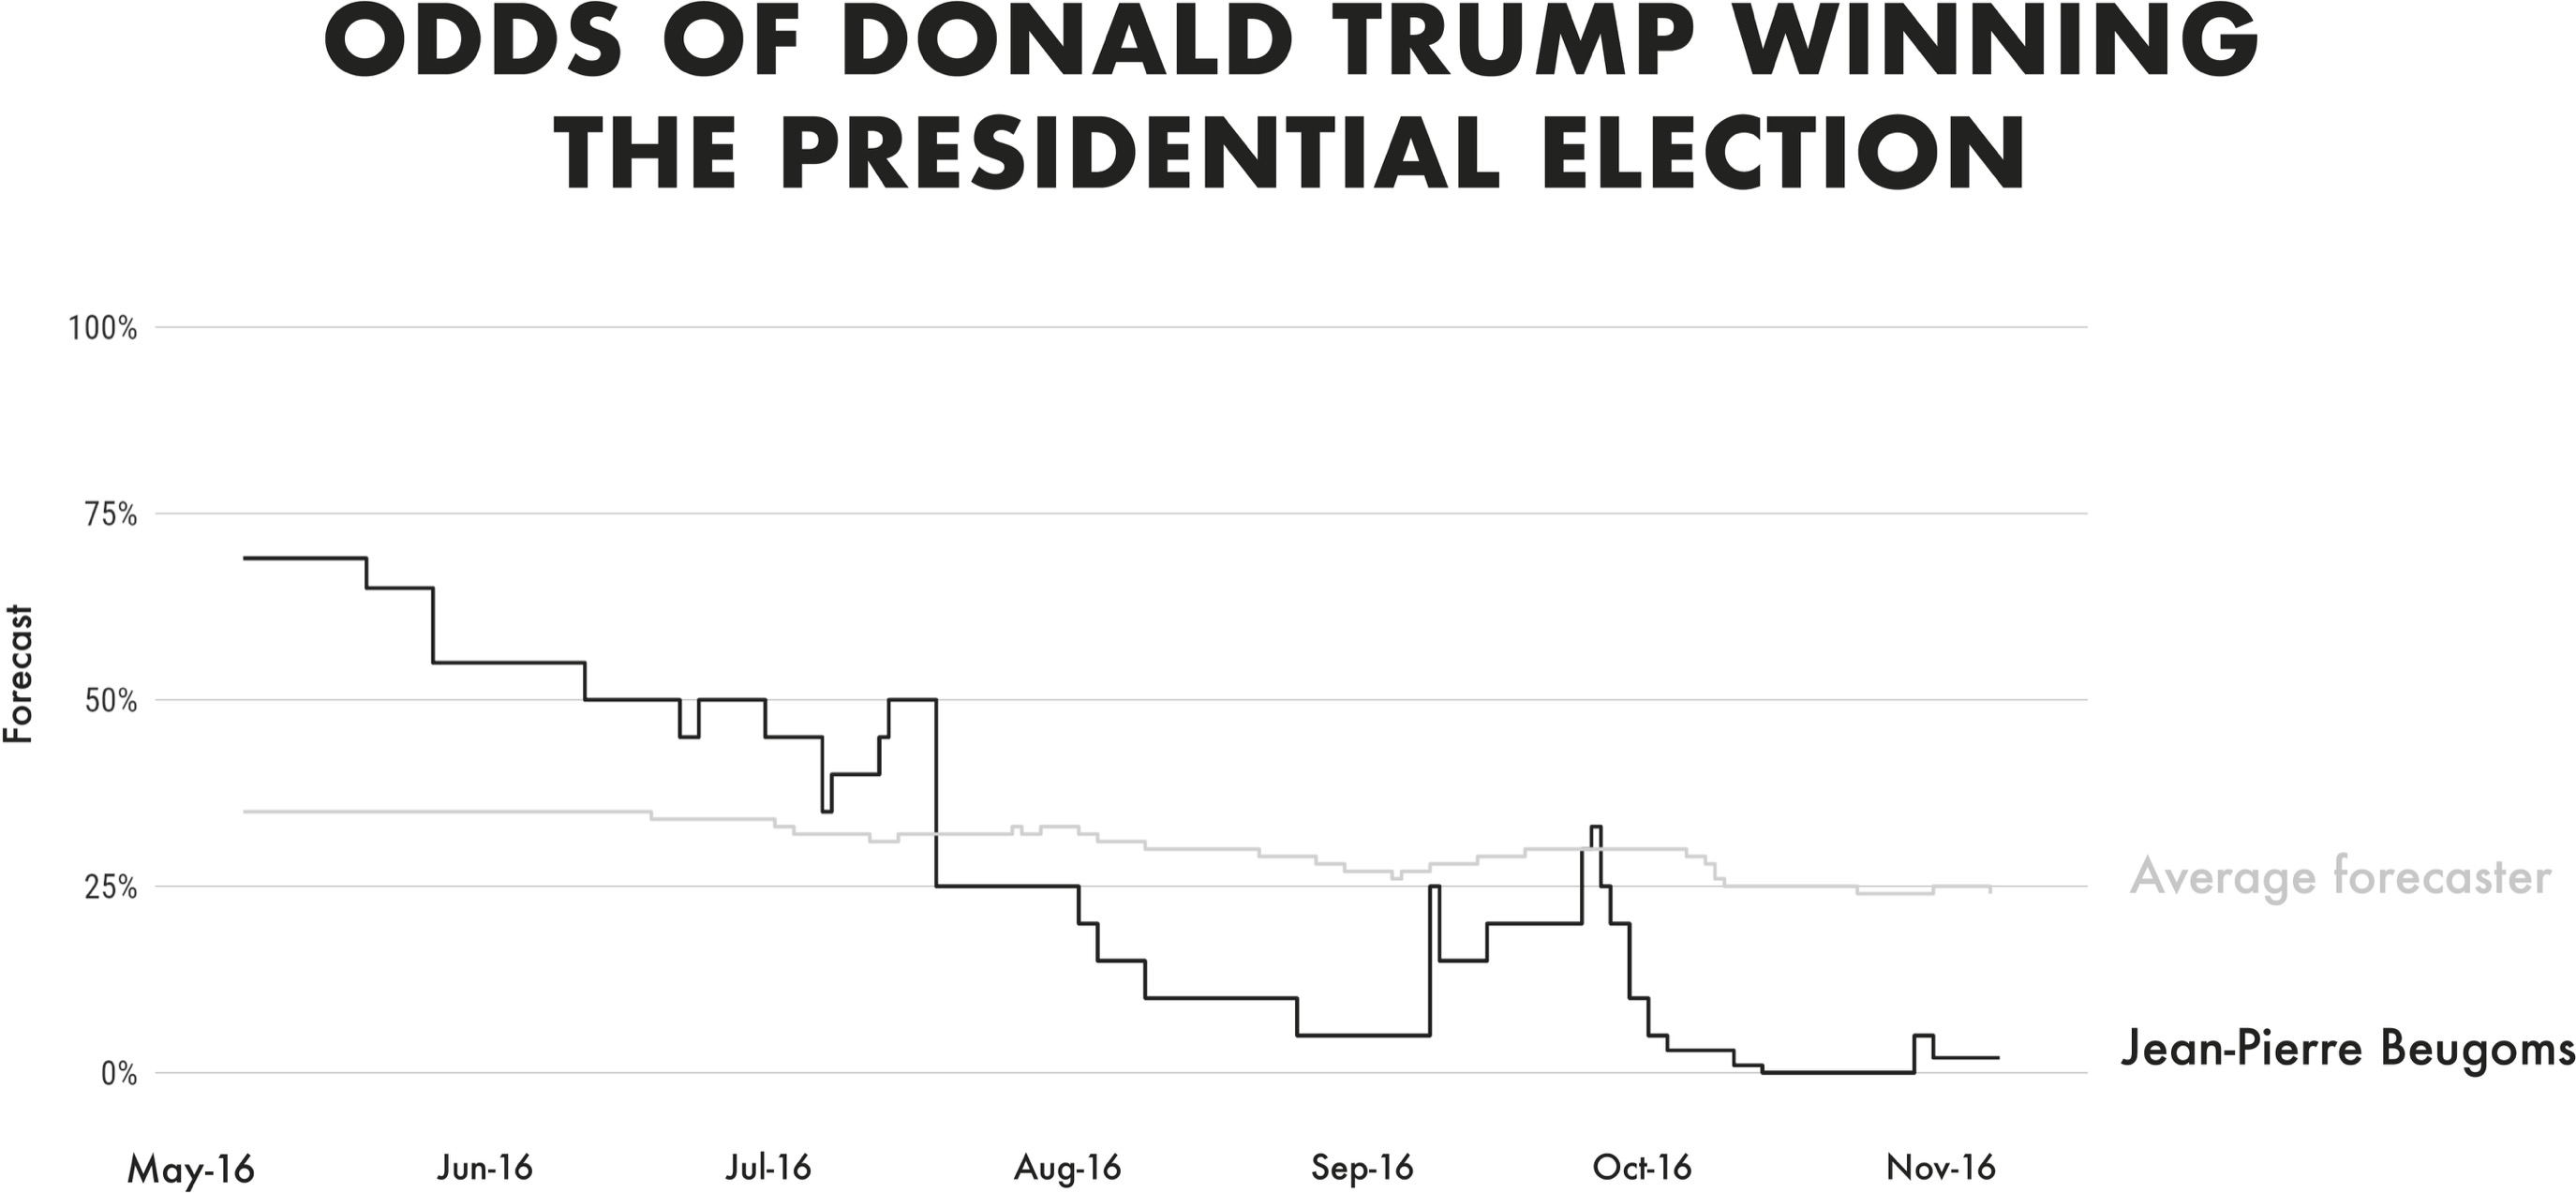 ODDS OF DONALD TRUMP WINNING
THE PRESIDENTIAL ELECTION
100%
75%
50%
25%
0%
Forecast
Average forecaster
Jean-Pierre Beugoms
May-16
Jun-16
Jul-16
Aug-16
Sep-16
Oct-16
Nov-16